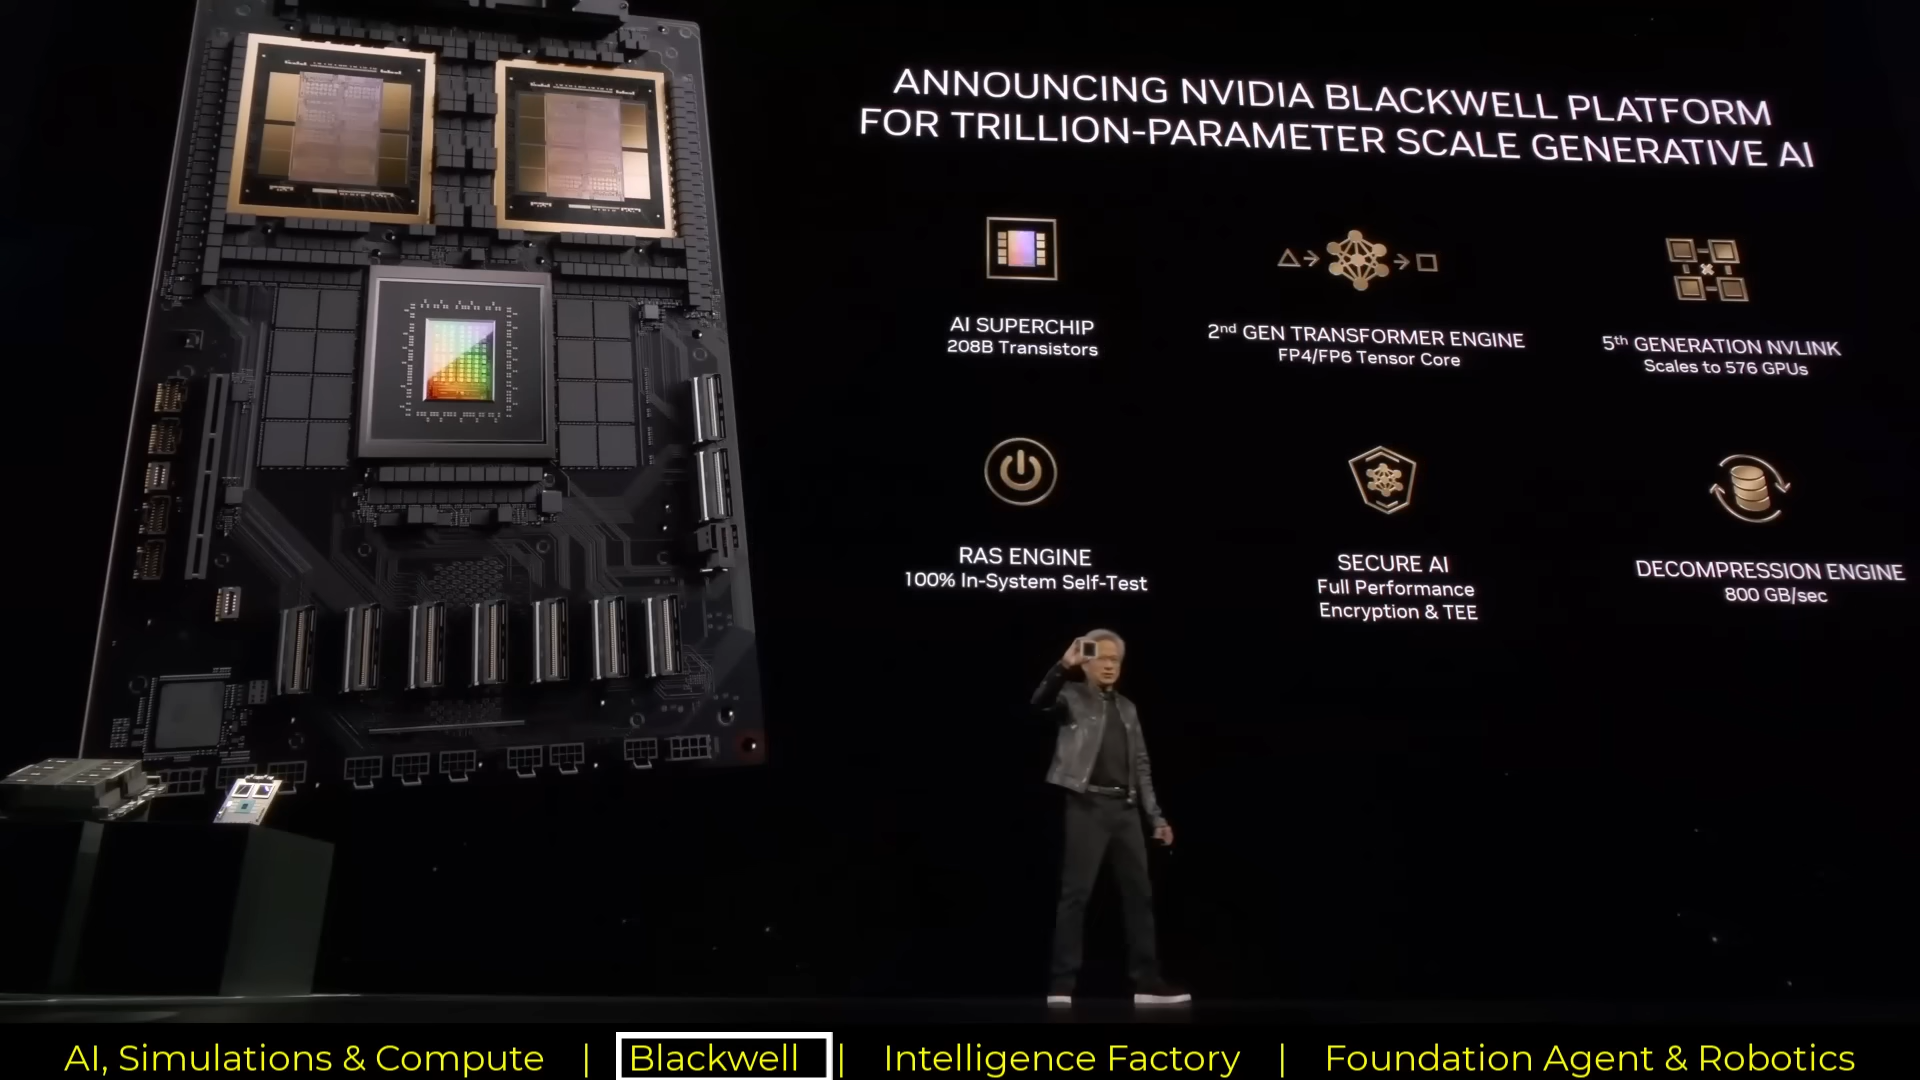 ANNOUNCING NVIDIA BLACKWELL PLATFORM
FOR TRILLION-PARAMETER SCALE GENERATIVE AI
AI SUPERCHIP
208B Transistors
2nd GEN TRANSFORMER ENGINE
FP4/FP6 Tensor Core
5th GENERATION NVLINK
Scales to 576 GPUs
RAS ENGINE
100% In-System Self-Test
SECURE AI
Full Performance
Encryption & TEE
DECOMPRESSION ENGINE
800 GB/sec
AI, Simulations & Compute | Blackwell | Intelligence Factory | Foundation Agent & Robotics